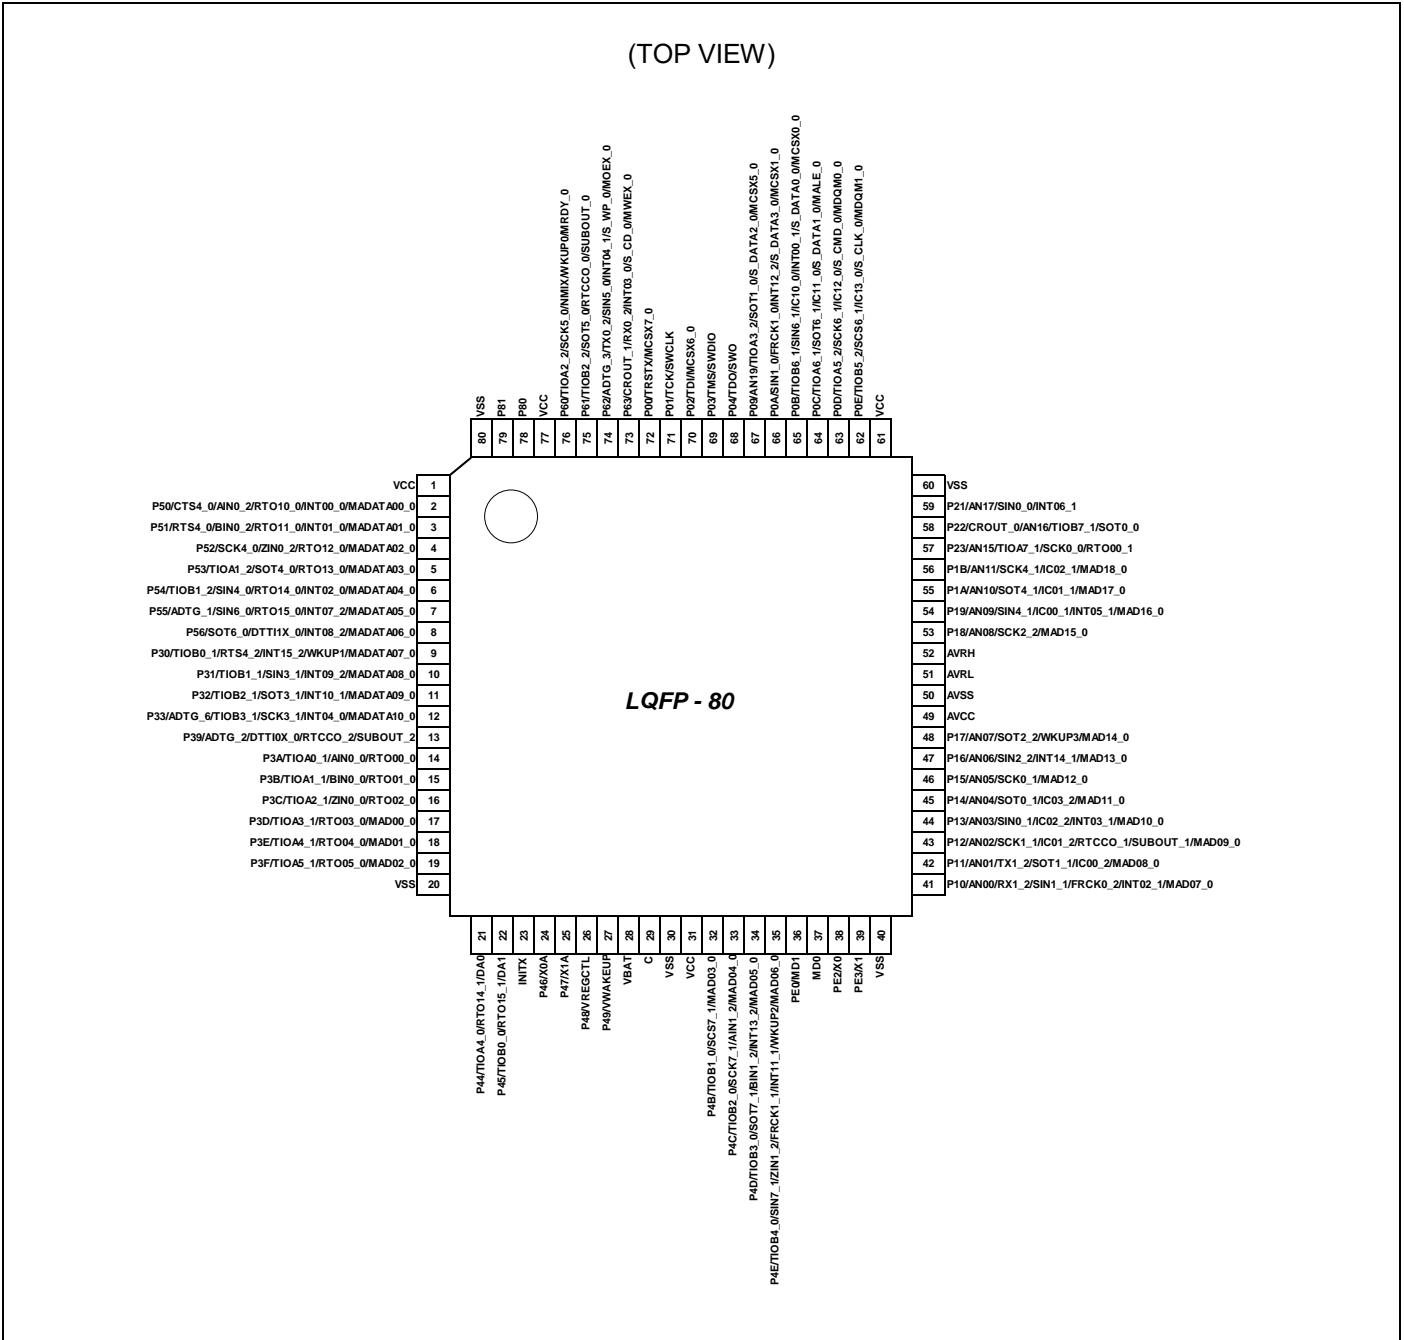 (TOP VIEW)
VSS
P81
P80
VCC
P60/TIOA2_2/SCK5_0/NMIX/WKUP0/MRDY_0
P61/TIOB2_2/SOT5_0/RTCCO_0/SUBOUT_0
P62/ADTG_3/TX0_2/SIN5_0/INT04_1/S_WP_0/MOEX_0
P63/CROUT_1/RX0_2/INT03_0/S_CD_0/MWEX_0
P00/TRSTX/MCSX7_0
P01/TCK/SWCLK
P02/TDI/MCSX6_0
P03/TMS/SWDIO
P04/TDO/SWO
P09/AN19/TIOA3_2/SOT1_0/S_DATA2_0/MCSX5_0
P0A/SIN1_0/FRCK1_0/INT12_2/S_DATA3_0/MCSX1_0
P0B/TIOB6_1/SIN6_1/IC10_0/INT00_1/S_DATA0_0/MCSX0_0
P0C/TIOA6_1/SOT6_1/IC11_0/S_DATA1_0/MALE_0
P0D/TIOA5_2/SCK6_1/IC12_0/S_CMD_0/MDQM0_0
P0E/TIOB5_2/SCS6_1/IC13_0/S_CLK_0/MDQM1_0
VCC
80 79 78 77 76 75 74 73 72 71 70 69 68 67 66 65 64 63 62 61
VCC 1
P50/CTS4_0/AIN0_2/RTO10_0/INT00_0/MADATA00_0 2
P51/RTS4_0/BIN0_2/RTO11_0/INT01_0/MADATA01_0 3
P52/SCK4_0/ZIN0_2/RTO12_0/MADATA02_0 4
P53/TIOA1_2/SOT4_0/RTO13_0/MADATA03_0 5
P54/TIOB1_2/SIN4_0/RTO14_0/INT02_0/MADATA04_0 6
P55/ADTG_1/SIN6_0/RTO15_0/INT07_2/MADATA05_0 7
P56/SOT6_0/DTTI1X_0/INT08_2/MADATA06_0 8
P30/TIOB0_1/RTS4_2/INT15_2/WKUP1/MADATA07_0 9
P31/TIOB1_1/SIN3_1/INT09_2/MADATA08_0 10
P32/TIOB2_1/SOT3_1/INT10_1/MADATA09_0 11
P33/ADTG_6/TIOB3_1/SCK3_1/INT04_0/MADATA10_0 12
P39/ADTG_2/DTTI0X_0/RTCCO_2/SUBOUT_2 13
P3A/TIOA0_1/AIN0_0/RTO00_0 14
P3B/TIOA1_1/BIN0_0/RTO01_0 15
P3C/TIOA2_1/ZIN0_0/RTO02_0 16
P3D/TIOA3_1/RTO03_0/MAD00_0 17
P3E/TIOA4_1/RTO04_0/MAD01_0 18
P3F/TIOA5_1/RTO05_0/MAD02_0 19
VSS 20
LQFP - 80
60 VSS
59 P21/AN17/SIN0_0/INT06_1
58 P22/CROUT_0/AN16/TIOB7_1/SOT0_0
57 P23/AN15/TIOA7_1/SCK0_0/RTO00_1
56 P1B/AN11/SCK4_1/IC02_1/MAD18_0
55 P1A/AN10/SOT4_1/IC01_1/MAD17_0
54 P19/AN09/SIN4_1/IC00_1/INT05_1/MAD16_0
53 P18/AN08/SCK2_2/MAD15_0
52 AVRH
51 AVRL
50 AVSS
49 AVCC
48 P17/AN07/SOT2_2/WKUP3/MAD14_0
47 P16/AN06/SIN2_2/INT14_1/MAD13_0
46 P15/AN05/SCK0_1/MAD12_0
45 P14/AN04/SOT0_1/IC03_2/MAD11_0
44 P13/AN03/SIN0_1/IC02_2/INT03_1/MAD10_0
43 P12/AN02/SCK1_1/IC01_2/RTCCO_1/SUBOUT_1/MAD09_0
42 P11/AN01/TX1_2/SOT1_1/IC00_2/MAD08_0
41 P10/AN00/RX1_2/SIN1_1/FRCK0_2/INT02_1/MAD07_0
21 22 23 24 25 26 27 28 29 30 31 32 33 34 35 36 37 38 39 40
P44/TIOA4_0/RTO14_1/DA0
P45/TIOB0_0/RTO15_1/DA1
INITX
P46/X0A
P47/X1A
P48/VREGCTL
P49/VWAKEUP
VBAT
C
VSS
VCC
P4B/TIOB1_0/SCS7_1/MAD03_0
P4C/TIOB2_0/SCK7_1/AIN1_2/MAD04_0
P4D/TIOB3_0/SOT7_1/BIN1_2/INT13_2/MAD05_0
P4E/TIOB4_0/SIN7_1/ZIN1_2/FRCK1_1/INT11_1/WKUP2/MAD06_0
PE0/MD1
MD0
PE2/X0
PE3/X1
VSS